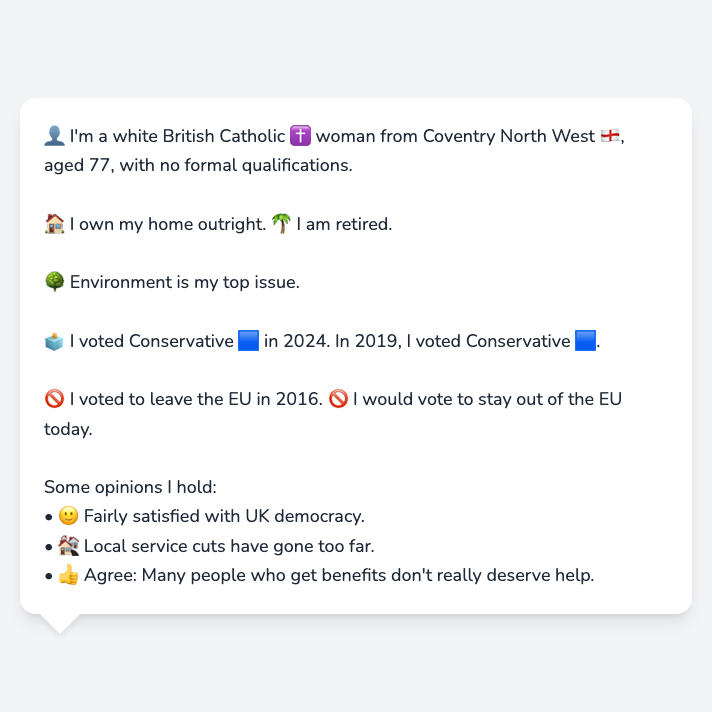 👤 I'm a white British Catholic ✝️ woman from Coventry North West 🏴󠁧󠁢󠁥󠁮󠁧󠁿,
aged 77, with no formal qualifications.
🏠 I own my home outright. 🌴 I am retired.
🌳 Environment is my top issue.
🗳️ I voted Conservative 🟦 in 2024. In 2019, I voted Conservative 🟦.
🚫 I voted to leave the EU in 2016. 🚫 I would vote to stay out of the EU
today.
Some opinions I hold:
• 🙂 Fairly satisfied with UK democracy.
• 🏚️ Local service cuts have gone too far.
• 👍 Agree: Many people who get benefits don't really deserve help.